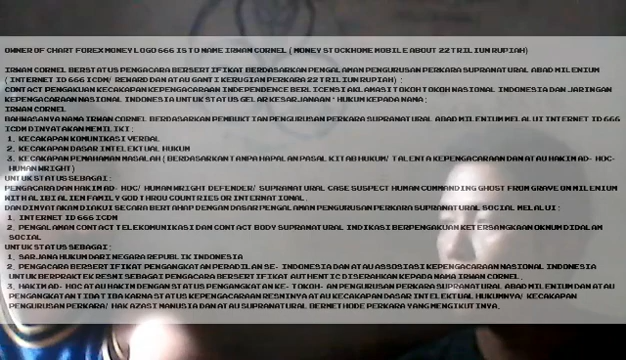 OWNER OF CHART FOREX MONEY LOGO 666 IS TO NAME IRWAN CORNEL ( MONEY STOCKHOME MOBILE ABOUT 22 TRILIUN RUPIAH)
IRWAN CORNEL BERSTATUS PENGACARA BERSERTIFIKAT BERDASARKAN PENGALAMAN PENGURUSAN PERKARA SUPRANATURAL ABAD MILENIUM
( INTERNET ID 666 ICDM/ RENARD DAN ATAU GANTI KERUGIAN PERKARA 22 TRILIUN RUPIAH) ;
CONTACT PENGAKUAN KECAKAPAN KEPENGACARAAN INDEPENDENCE BERLICENSI AKLAMASI TOKOH TOKOH NASIONAL INDONESIA DAN JARINGAN
KEPENGACARAAN NASIONAL INDONESIA UNTUK STATUS GELAR KESARJANAAN " HUKUM KEPADA NAMA ;
IRWAN CORNEL
BAHWASANYA NAMA IRWAN CORNEL BERDASARKAN PEMBUKTIAN PENGURUSAN PERKARA SUPRANATURAL ABAD MILENIUM MELALUI INTERNET ID 666
ICDM DINYATAKAN MEMILIKI ;
1. KECAKAPAN KOMUNIKASI VERBAL
2. KECAKAPAN DASAR INTELEKTUAL HUKUM
3. KECAKAPAN PEMAHAMAN MASALAH ( BERDASARKAN TANPA HAPALAN PASAL KITAB HUKUM/ TALENTA KEPENGACARAAN DAN ATAU HAKIM AD- HOC-
HUMAN WRIGHT)
UNTUK STATUS SEBAGAI ;
PENGACARA DAN HAKIM AD- HOC/ HUMAN WRIGHT DEFENDER/ SUPRANATURAL CASE SUSPECT HUMAN COMMANDING GHOST FROM GRAVE ON MILENIUM
WITH ALIBI ALIEN FAMILY GOD THROU COUNTRIES OR INTERNATIONAL .
DAN DINYATAKAN DIAKUI SECARA BERTAHAP DENGAN DASAR PENGALAMAN PENGURUSAN PERKARA SUPRANATURAL SOCIAL MELALUI ;
1. INTERNET ID 666 ICDM
2. PENGALAMAN CONTACT TELEKOMUNIKASI DAN CONTACT BODY SUPRANATURAL INDIKASI BERPENGAKUAN KETERSANGKAAN OKNUM DIDALAM
SOCIAL
UNTUK STATUS SEBAGAI ;
1. SARJANA HUKUM DARI NEGARA REPUBLIK INDONESIA
2. PENGACARA BERSERTIFIKAT PENGANGKATAN PERADILAN SE- INDONESIA DAN ATAU ASSOSIASI KEPENGACARAAN NASIONAL INDONESIA
UNTUK BERPRAKTEK RESMI SEBAGAI PENGACARA BERSERTIFIKAT AUTHENTIC DISERAHKAN KEPADA NAMA IRWAN CORNEL .
3. HAKIM AD- HOC ATAU HAKIM DENGAN STATUS PENGANGKATAN KE- TOKOH- AN PENGURUSAN PERKARA SUPRANATURAL ABAD MILENIUM DAN ATAU
PENGANGKATAN TIBA TIBA KARNA STATUS KEPENGACARAAN RESMINYA ATAU KECAKAPAN DASAR INTELEKTUAL HUKUMNYA/ KECAKAPAN
PENGURUSAN PERKARA/ HAK AZASI MANUSIA DAN ATAU SUPRANATURAL BERMETHODE PERKARA YANG MENGIKUTINYA.